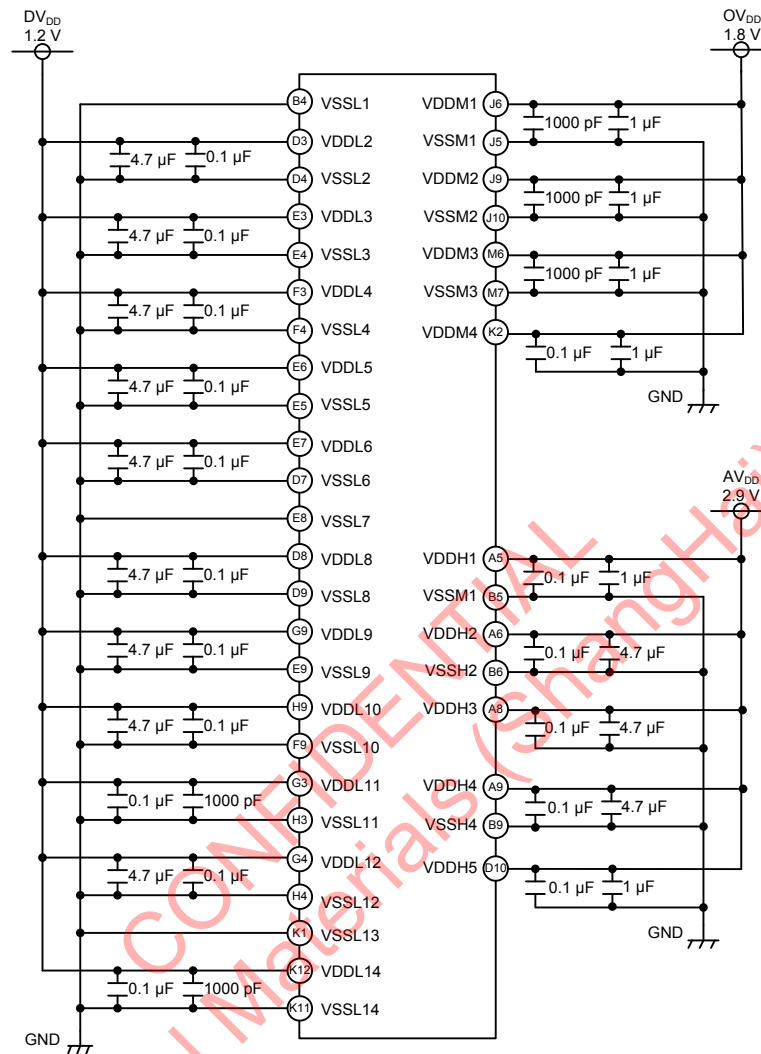 DVDD
1.2 V
OVDD
1.8 V
B4 VSSL1
VDDM1 J6
1000 pF 1 µF
D3 VDDL2
VSSM1 J5
4.7 µF 0.1 µF
D4 VSSL2
VDDM2 J9
1000 pF 1 µF
E3 VDDL3
VSSM2 J10
4.7 µF 0.1 µF
E4 VSSL3
VDDM3 M6
1000 pF 1 µF
F3 VDDL4
VSSM3 M7
4.7 µF 0.1 µF
F4 VSSL4
VDDM4 K2
0.1 µF 1 µF
E6 VDDL5
4.7 µF 0.1 µF
GND
E5 VSSL5
E7 VDDL6
4.7 µF 0.1 µF
D7 VSSL6
AVDD
2.9 V
E8 VSSL7
D8 VDDL8
VDDH1 A5
4.7 µF 0.1 µF
0.1 µF 1 µF
D9 VSSL8
VSSM1 B5
G9 VDDL9
VDDH2 A6
4.7 µF 0.1 µF
0.1 µF 4.7 µF
E9 VSSL9
VSSH2 B6
H9 VDDL10
VDDH3 A8
4.7 µF 0.1 µF
0.1 µF 4.7 µF
F9 VSSL10
G3 VDDL11
VDDH4 A9
0.1 µF 1000 pF
0.1 µF 4.7 µF
H3 VSSL11
VSSH4 B9
G4 VDDL12
VDDH5 D10
4.7 µF 0.1 µF
0.1 µF 1 µF
H4 VSSL12
K1 VSSL13
GND
K12 VDDL14
0.1 µF 1000 pF
K11 VSSL14
GND
CONFIDENTIAL
Materials (ShangHai)